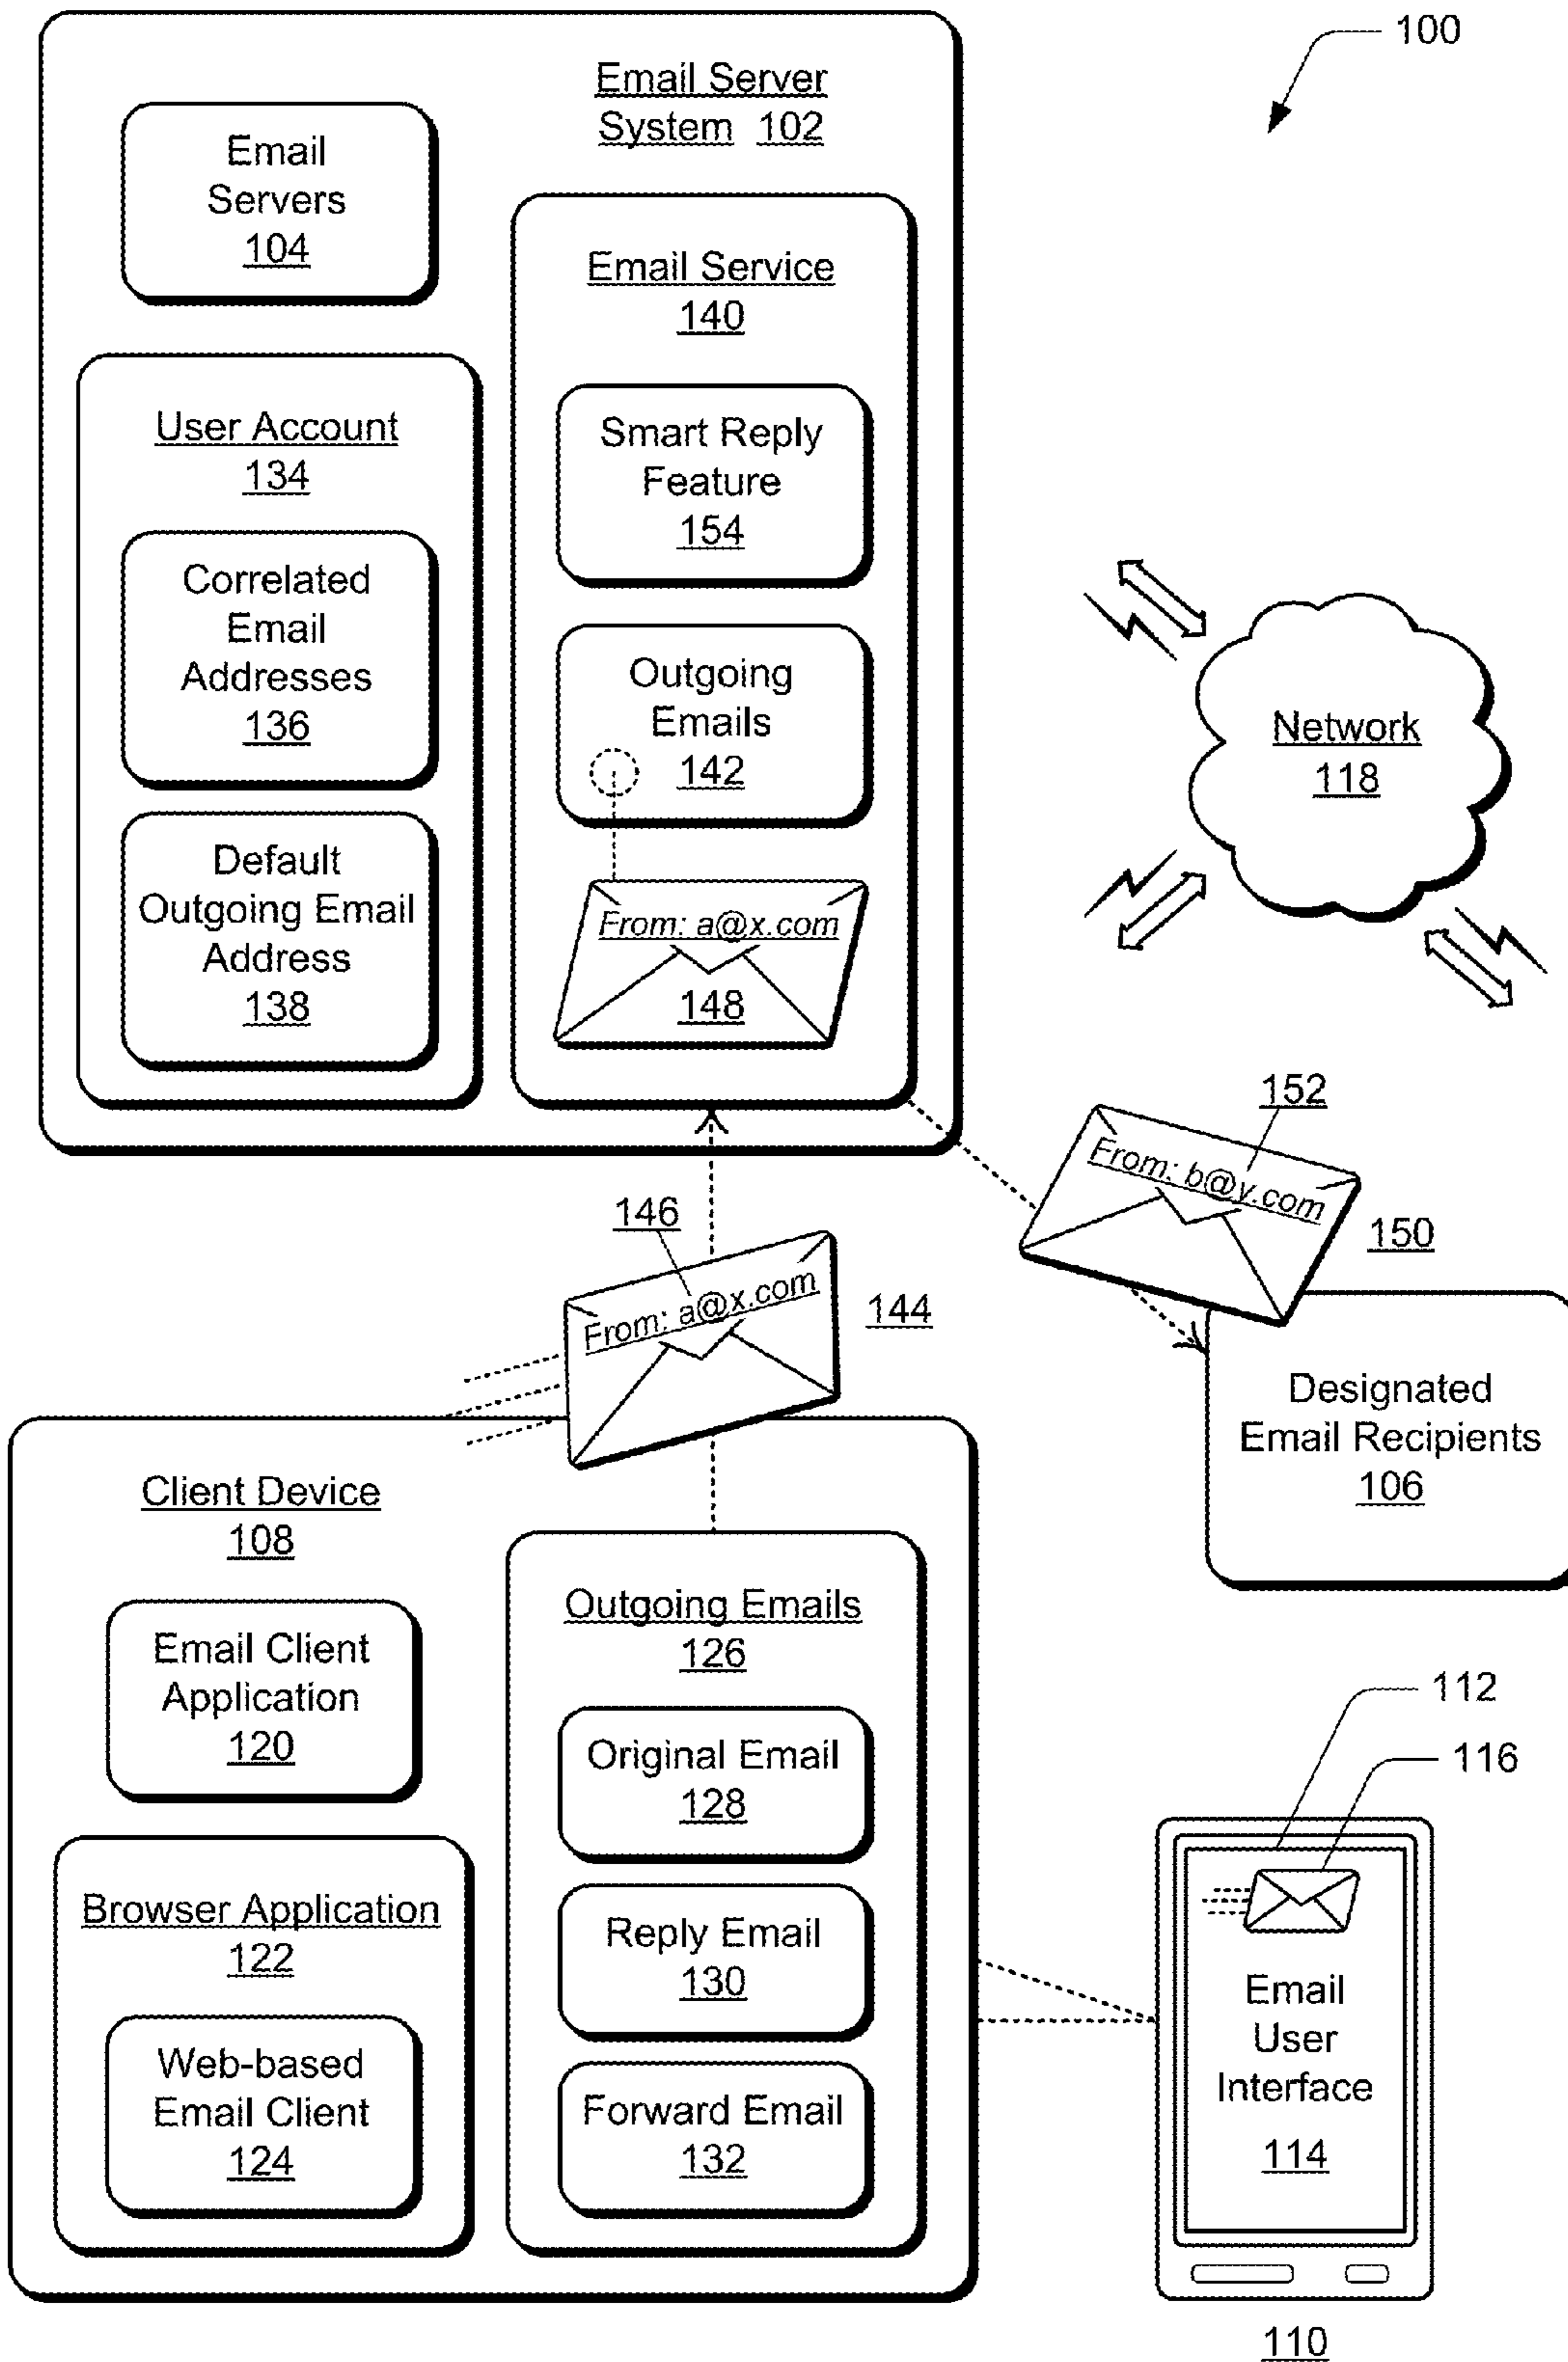 100
Email Server
System 102
Email
Servers
104
User Account
134
Correlated
Email
Addresses
136
Default
Outgoing Email
Address
138
Email Service
140
Smart Reply
Feature
154
Outgoing
Emails
142
From: a@x.com
148
Network
118
152
From: b@y.com
150
146
From: a@x.com
144
Designated
Email Recipients
106
Client Device
108
Email Client
Application
120
Browser Application
122
Web-based
Email Client
124
Outgoing Emails
126
Original Email
128
Reply Email
130
Forward Email
132
112
116
Email
User
Interface
114
110